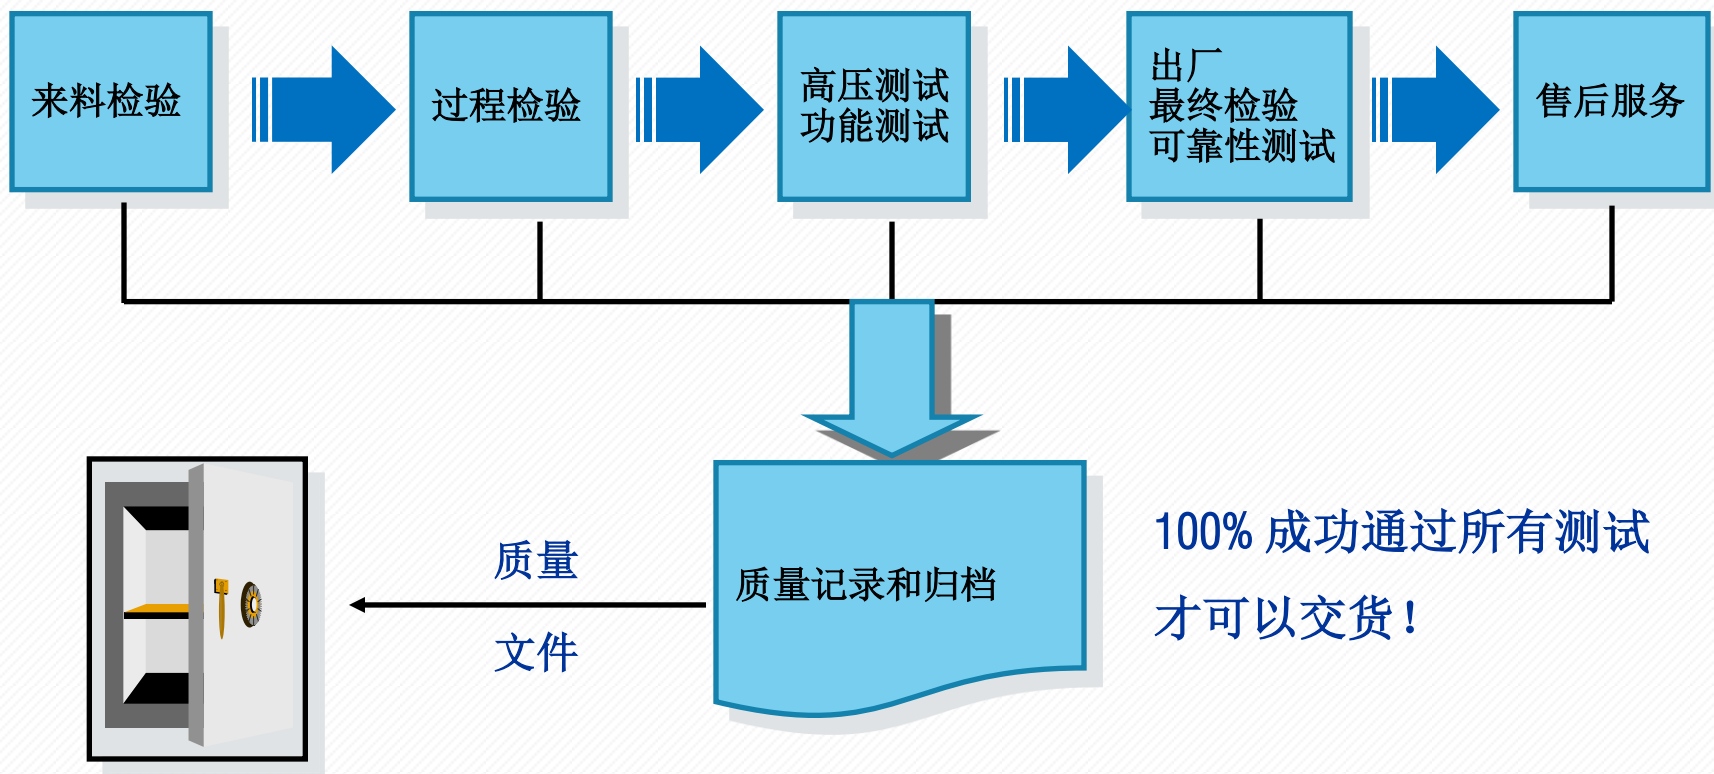 来料检验
过程检验
高压测试
功能测试
出厂
最终检验
可靠性测试
售后服务
质量
文件
质量记录和归档
100% 成功通过所有测试
才可以交货！